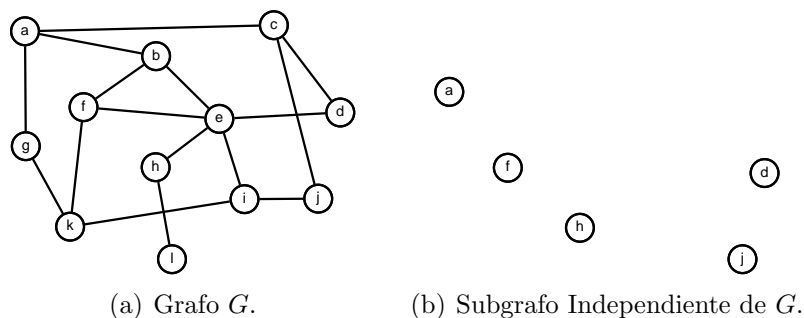 a
c
b
a
f
e
d
g
h
f
d
i
j
k
h
l
j
(a) Grafo G.
(b) Subgrafo Independiente de G.